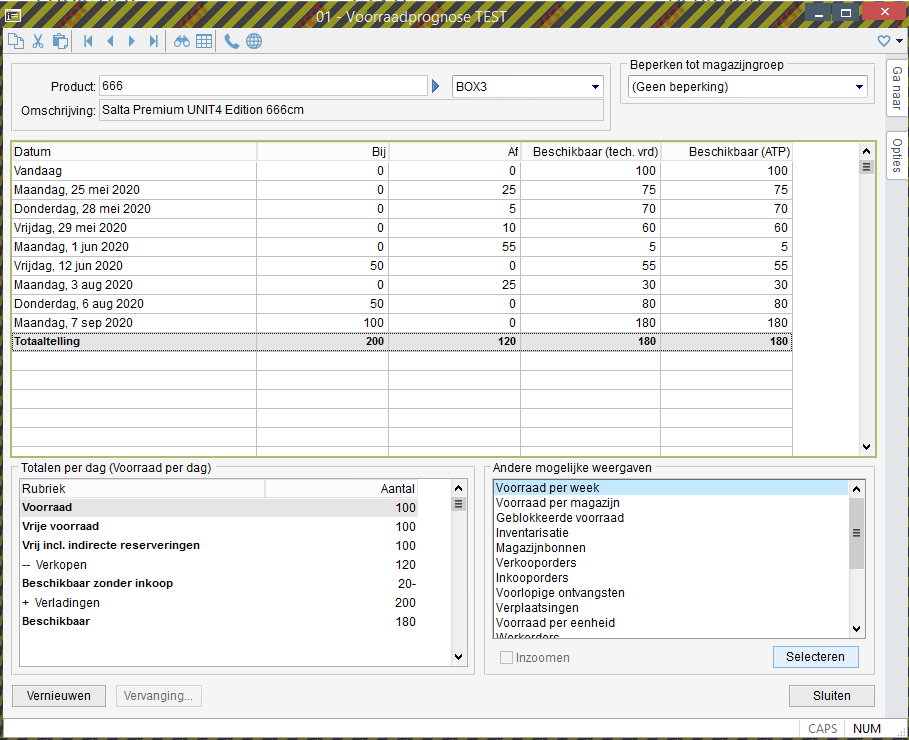 01 - Voorraadprognose TEST
Product: 666 BOX3
Omschrijving: Salta Premium UNIT4 Edition 666cm
Beperken tot magazijngroep
(Geen beperking)
Ga naar
Opties
Datum Bij Af Beschikbaar (tech. vrd) Beschikbaar (ATP)
Vandaag 0 0 100 100
Maandag, 25 mei 2020 0 25 75 75
Donderdag, 28 mei 2020 0 5 70 70
Vrijdag, 29 mei 2020 0 10 60 60
Maandag, 1 jun 2020 0 55 5 5
Vrijdag, 12 jun 2020 50 0 55 55
Maandag, 3 aug 2020 0 25 30 30
Donderdag, 6 aug 2020 50 0 80 80
Maandag, 7 sep 2020 100 0 180 180
Totaaltelling 200 120 180 180
Totalen per dag (Voorraad per dag)
Rubriek Aantal
Voorraad 100
Vrije voorraad 100
Vrij incl. indirecte reserveringen 100
-- Verkopen 120
Beschikbaar zonder inkoop 20-
+ Verladingen 200
Beschikbaar 180
Andere mogelijke weergaven
Voorraad per week
Voorraad per magazijn
Geblokkeerde voorraad
Inventarisatie
Magazijnbonnen
Verkooporders
Inkooporders
Voorlopige ontvangsten
Verplaatsingen
Voorraad per eenheid
Werkorders
Inzoomen
Selecteren
Vernieuwen
Vervanging...
Sluiten
CAPS NUM